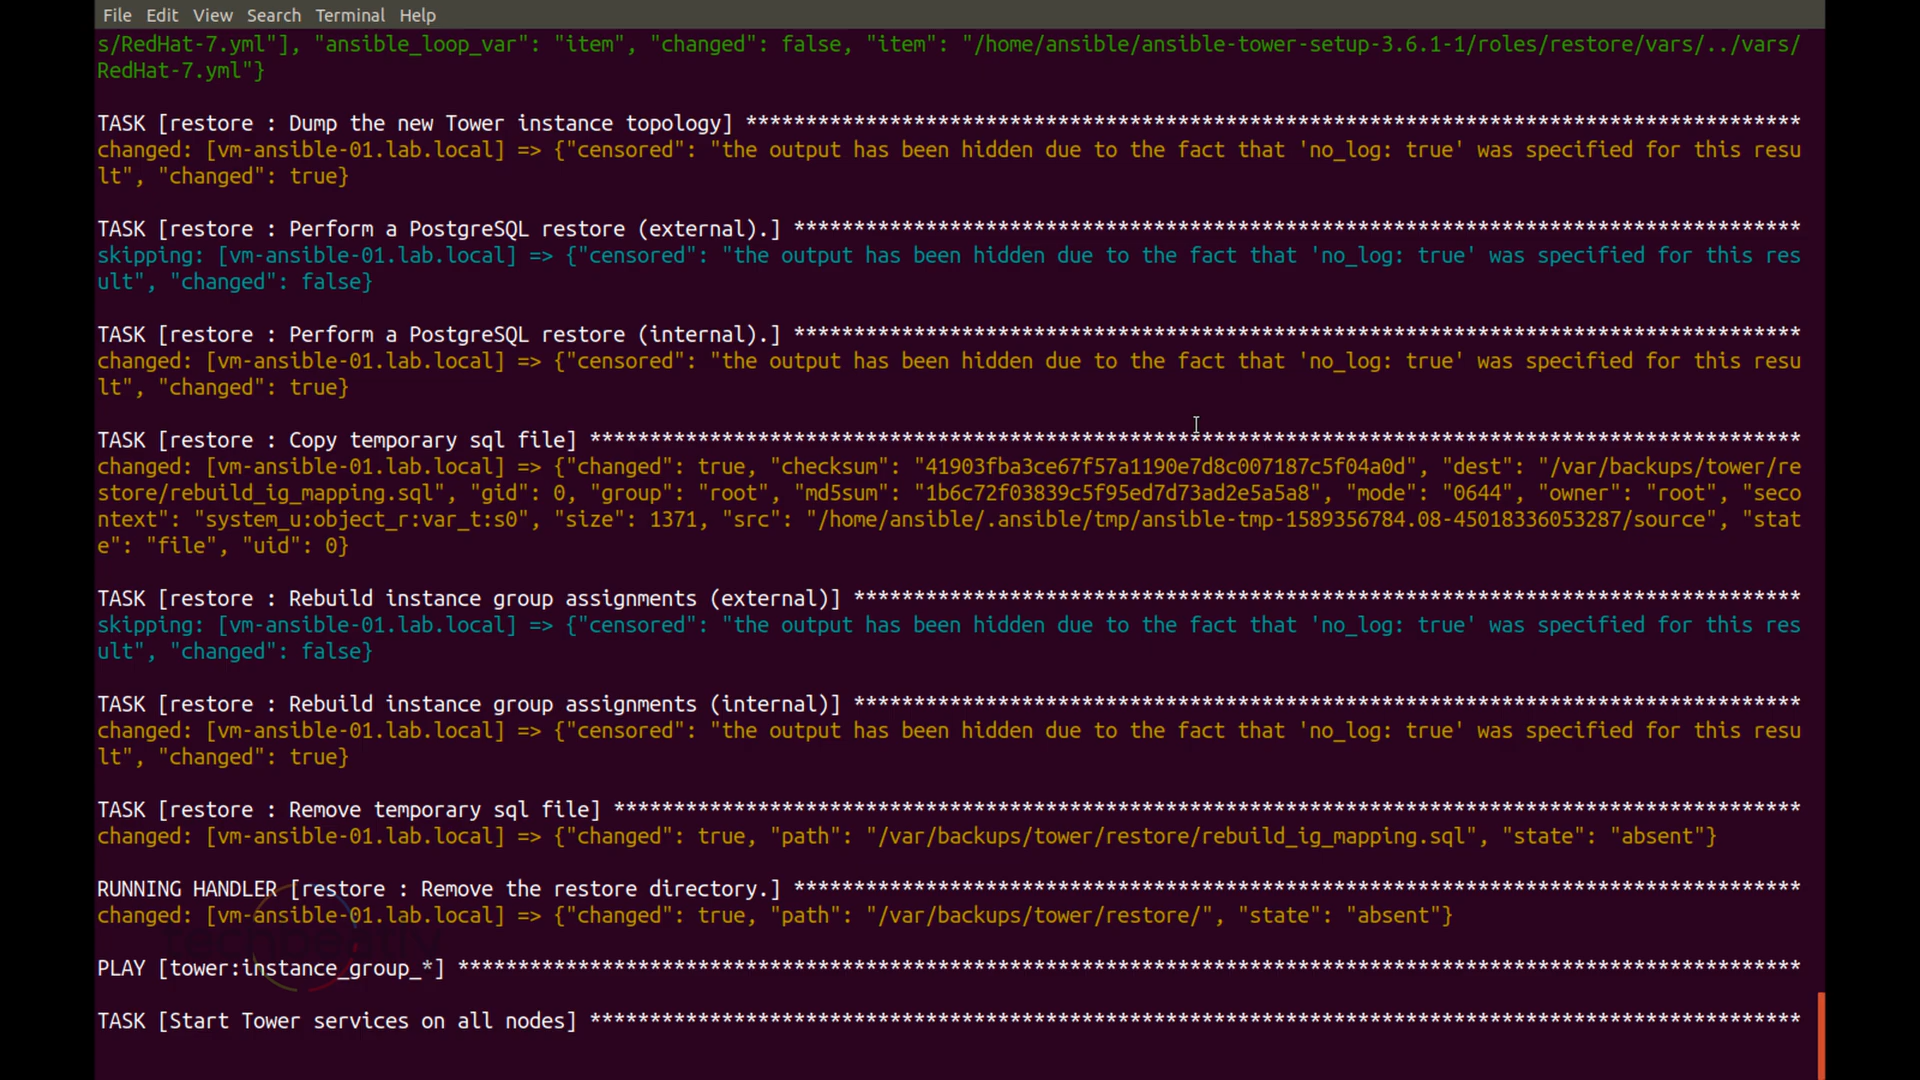 File Edit View Search Terminal Help
s/RedHat-7.yml"], "ansible_loop_var": "item", "changed": false, "item": "/home/ansible/ansible-tower-setup-3.6.1-1/roles/restore/vars/../vars/
RedHat-7.yml"}
TASK [restore : Dump the new Tower instance topology] ****************************************************************************************
changed: [vm-ansible-01.lab.local] => {"censored": "the output has been hidden due to the fact that 'no_log: true' was specified for this resu
lt", "changed": true}
TASK [restore : Perform a PostgreSQL restore (external).] ************************************************************************************
skipping: [vm-ansible-01.lab.local] => {"censored": "the output has been hidden due to the fact that 'no_log: true' was specified for this res
ult", "changed": false}
TASK [restore : Perform a PostgreSQL restore (internal).] ************************************************************************************
changed: [vm-ansible-01.lab.local] => {"censored": "the output has been hidden due to the fact that 'no_log: true' was specified for this resu
lt", "changed": true}
TASK [restore : Copy temporary sql file] *****************************************************************************************************
changed: [vm-ansible-01.lab.local] => {"changed": true, "checksum": "41903fba3ce67f57a1190e7d8c007187c5f04a0d", "dest": "/var/backups/tower/re
store/rebuild_ig_mapping.sql", "gid": 0, "group": "root", "md5sum": "1b6c72f03839c5f95ed7d73ad2e5a5a8", "mode": "0644", "owner": "root", "seco
ntext": "system_u:object_r:var_t:s0", "size": 1371, "src": "/home/ansible/.ansible/tmp/ansible-tmp-1589356784.08-45018336053287/source", "stat
e": "file", "uid": 0}
TASK [restore : Rebuild instance group assignments (external)] *******************************************************************************
skipping: [vm-ansible-01.lab.local] => {"censored": "the output has been hidden due to the fact that 'no_log: true' was specified for this res
ult", "changed": false}
TASK [restore : Rebuild instance group assignments (internal)] *******************************************************************************
changed: [vm-ansible-01.lab.local] => {"censored": "the output has been hidden due to the fact that 'no_log: true' was specified for this resu
lt", "changed": true}
TASK [restore : Remove temporary sql file] ***************************************************************************************************
changed: [vm-ansible-01.lab.local] => {"changed": true, "path": "/var/backups/tower/restore/rebuild_ig_mapping.sql", "state": "absent"}
RUNNING HANDLER [restore : Remove the restore directory.] ************************************************************************************
changed: [vm-ansible-01.lab.local] => {"changed": true, "path": "/var/backups/tower/restore/", "state": "absent"}
PLAY [tower:instance_group_*] ****************************************************************************************************************
TASK [Start Tower services on all nodes] *****************************************************************************************************